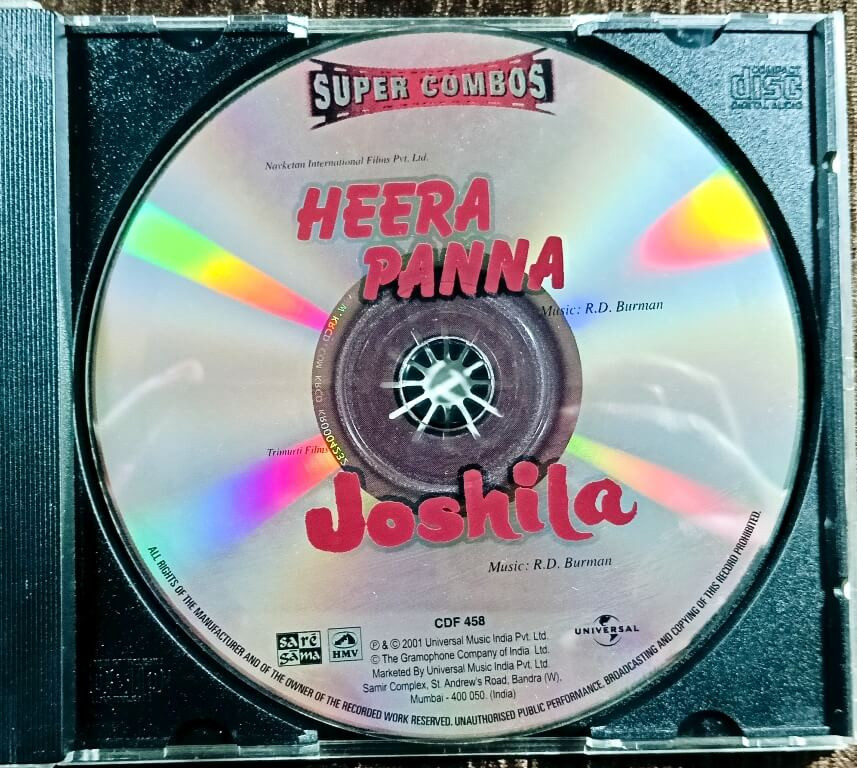 SUPER COMBOS
COMPACT
disc
DIGITAL AUDIO
Navketan International Films Pvt. Ltd.
HEERA
PANNA
Music: R.D. Burman
Trimurti Films
Joshila
Music: R.D. Burman
CDF 458
sa rē
gama
HMV
℗ & © 2001 Universal Music India Pvt. Ltd.
© The Gramophone Company of India Ltd.
Marketed By Universal Music India Pvt. Ltd.
Samir Complex, St. Andrew's Road, Bandra (W),
Mumbai - 400 050. (India)
UNIVERSAL
ALL RIGHTS OF THE MANUFACTURER AND OF THE OWNER OF THE RECORDED WORK RESERVED. UNAUTHORISED PUBLIC PERFORMANCE, BROADCASTING AND COPYING OF THIS RECORD PROHIBITED.